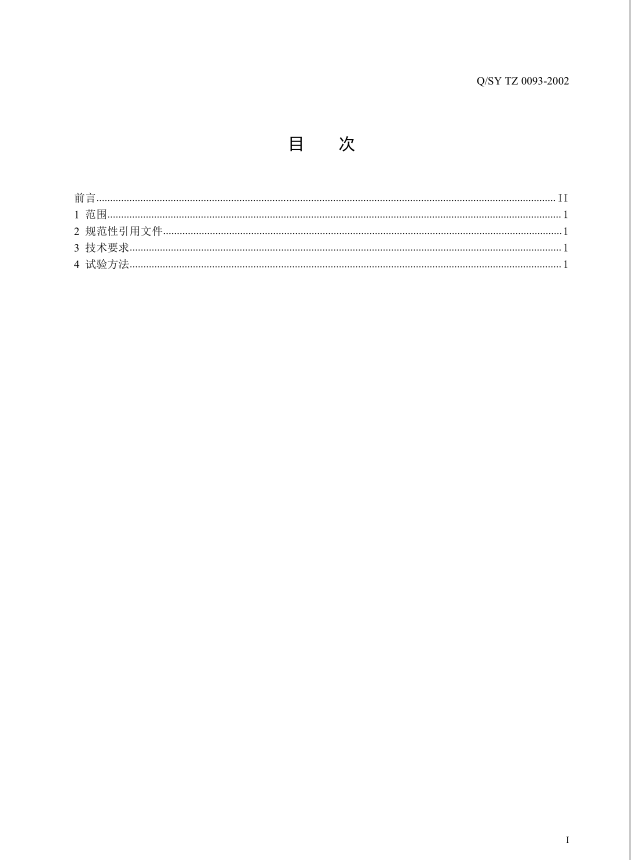 Q/SY TZ 0093-2002
目 次
前言........................................II
1 范围........................................1
2 规范性引用文件........................................1
3 技术要求........................................1
4 试验方法........................................1
I